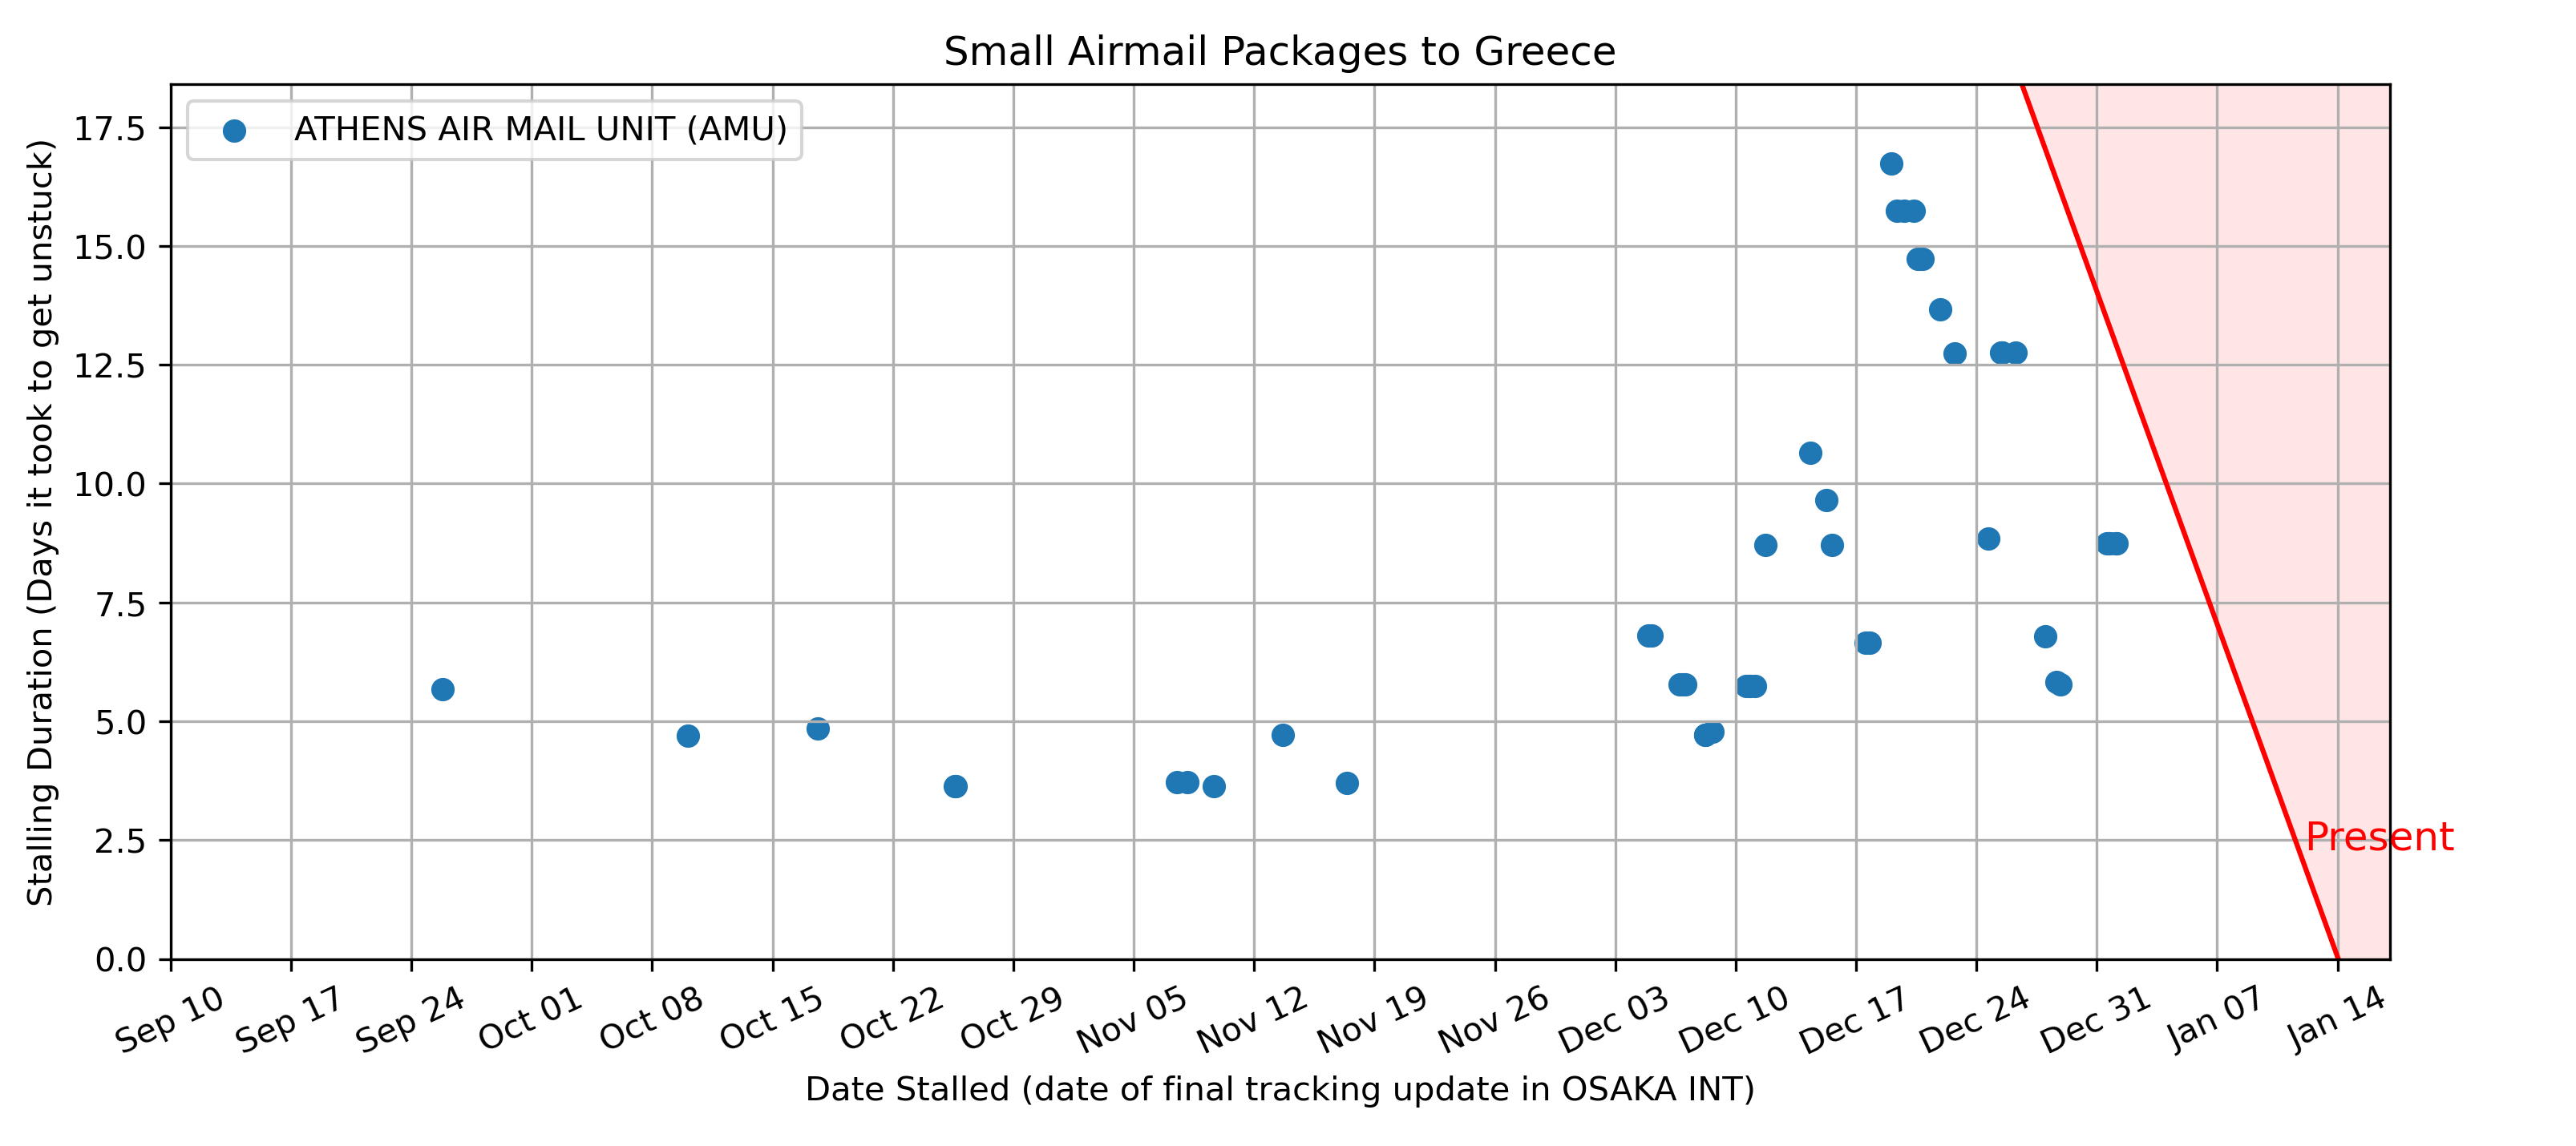 Small Airmail Packages to Greece
ATHENS AIR MAIL UNIT (AMU)
Stalling Duration (Days it took to get unstuck)
17.5
15.0
12.5
10.0
7.5
5.0
2.5
0.0
Present
Sep 10
Sep 17
Sep 24
Oct 01
Oct 08
Oct 15
Oct 22
Oct 29
Nov 05
Nov 12
Nov 19
Nov 26
Dec 03
Dec 10
Dec 17
Dec 24
Dec 31
Jan 07
Jan 14
Date Stalled (date of final tracking update in OSAKA INT)